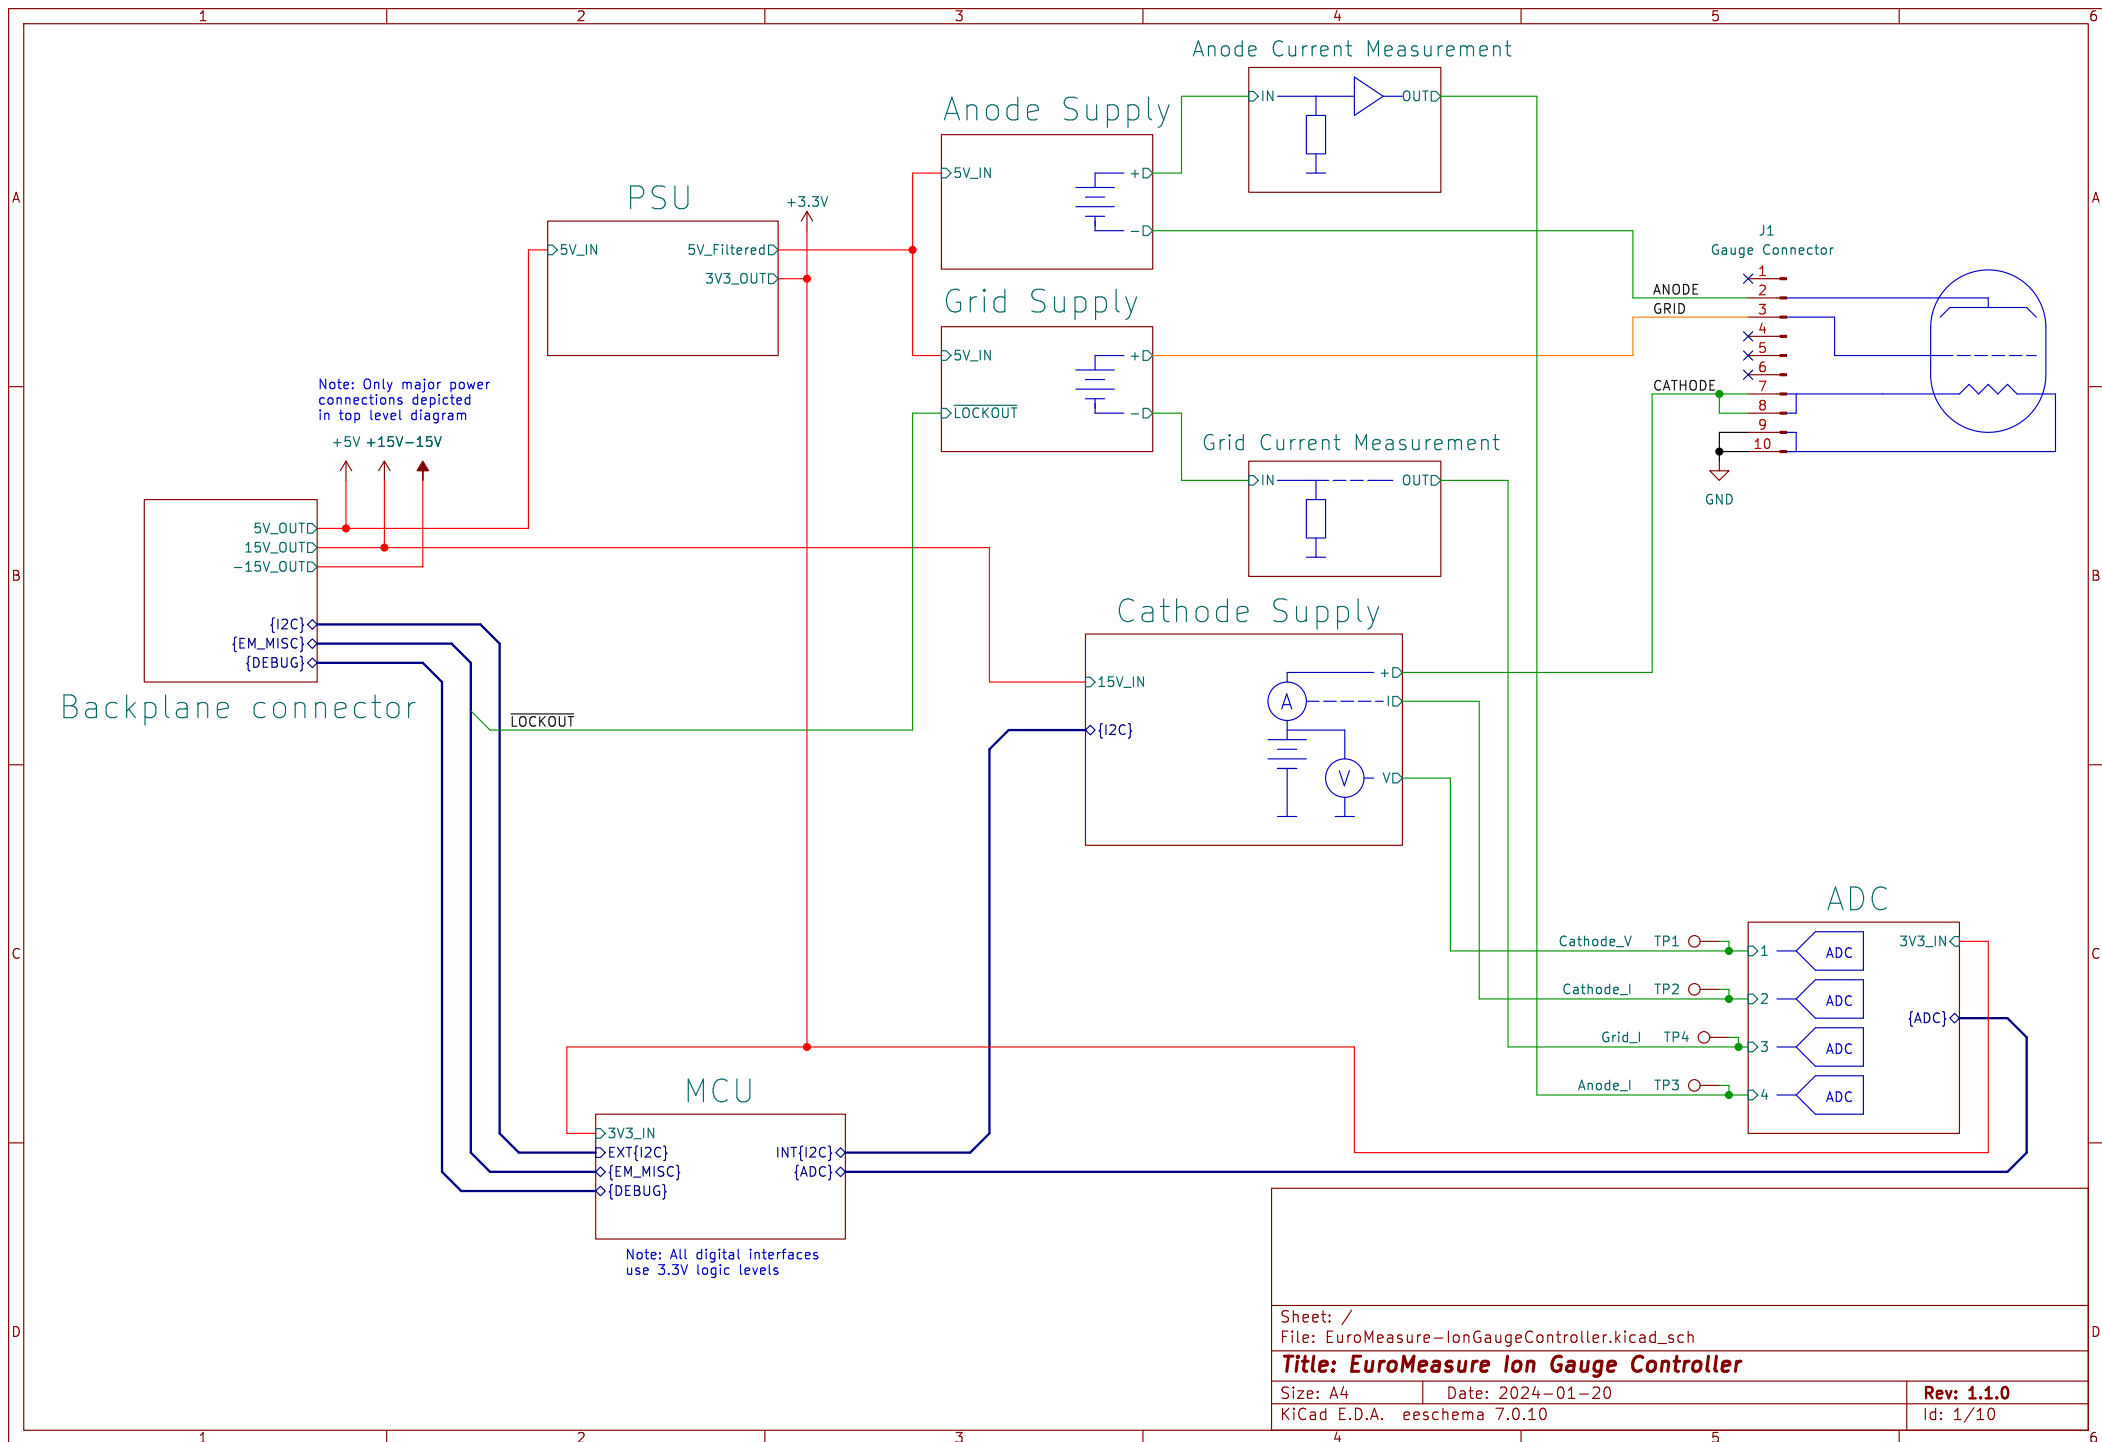 1 2 3 4 5 6
Anode Current Measurement
IN
OUT
Anode Supply
5V_IN
+
-
A
A
PSU
5V_IN
5V_Filtered
3V3_OUT
+3.3V
J1
Gauge Connector
1
ANODE 2
GRID 3
4
5
6
CATHODE 7
8
9
10
GND
Grid Supply
5V_IN
LOCKOUT
+
-
Note: Only major power
connections depicted
in top level diagram
+5V +15V -15V
Grid Current Measurement
IN
OUT
5V_OUT
15V_OUT
-15V_OUT
{I2C}
{EM_MISC}
{DEBUG}
Backplane connector
B
B
LOCKOUT
Cathode Supply
15V_IN
{I2C}
+
A
I
V
V
ADC
C
C
Cathode_V TP1 1 ADC
3V3_IN
Cathode_I TP2 2 ADC
{ADC}
Grid_I TP4 3 ADC
Anode_I TP3 4 ADC
MCU
3V3_IN
EXT{I2C}
{EM_MISC}
{DEBUG}
INT{I2C}
{ADC}
Note: All digital interfaces
use 3.3V logic levels
D
D
Sheet: /
File: EuroMeasure-IonGaugeController.kicad_sch
Title: EuroMeasure Ion Gauge Controller
Size: A4 Date: 2024-01-20 Rev: 1.1.0
KiCad E.D.A. eeschema 7.0.10 Id: 1/10
1 2 3 4 5 6